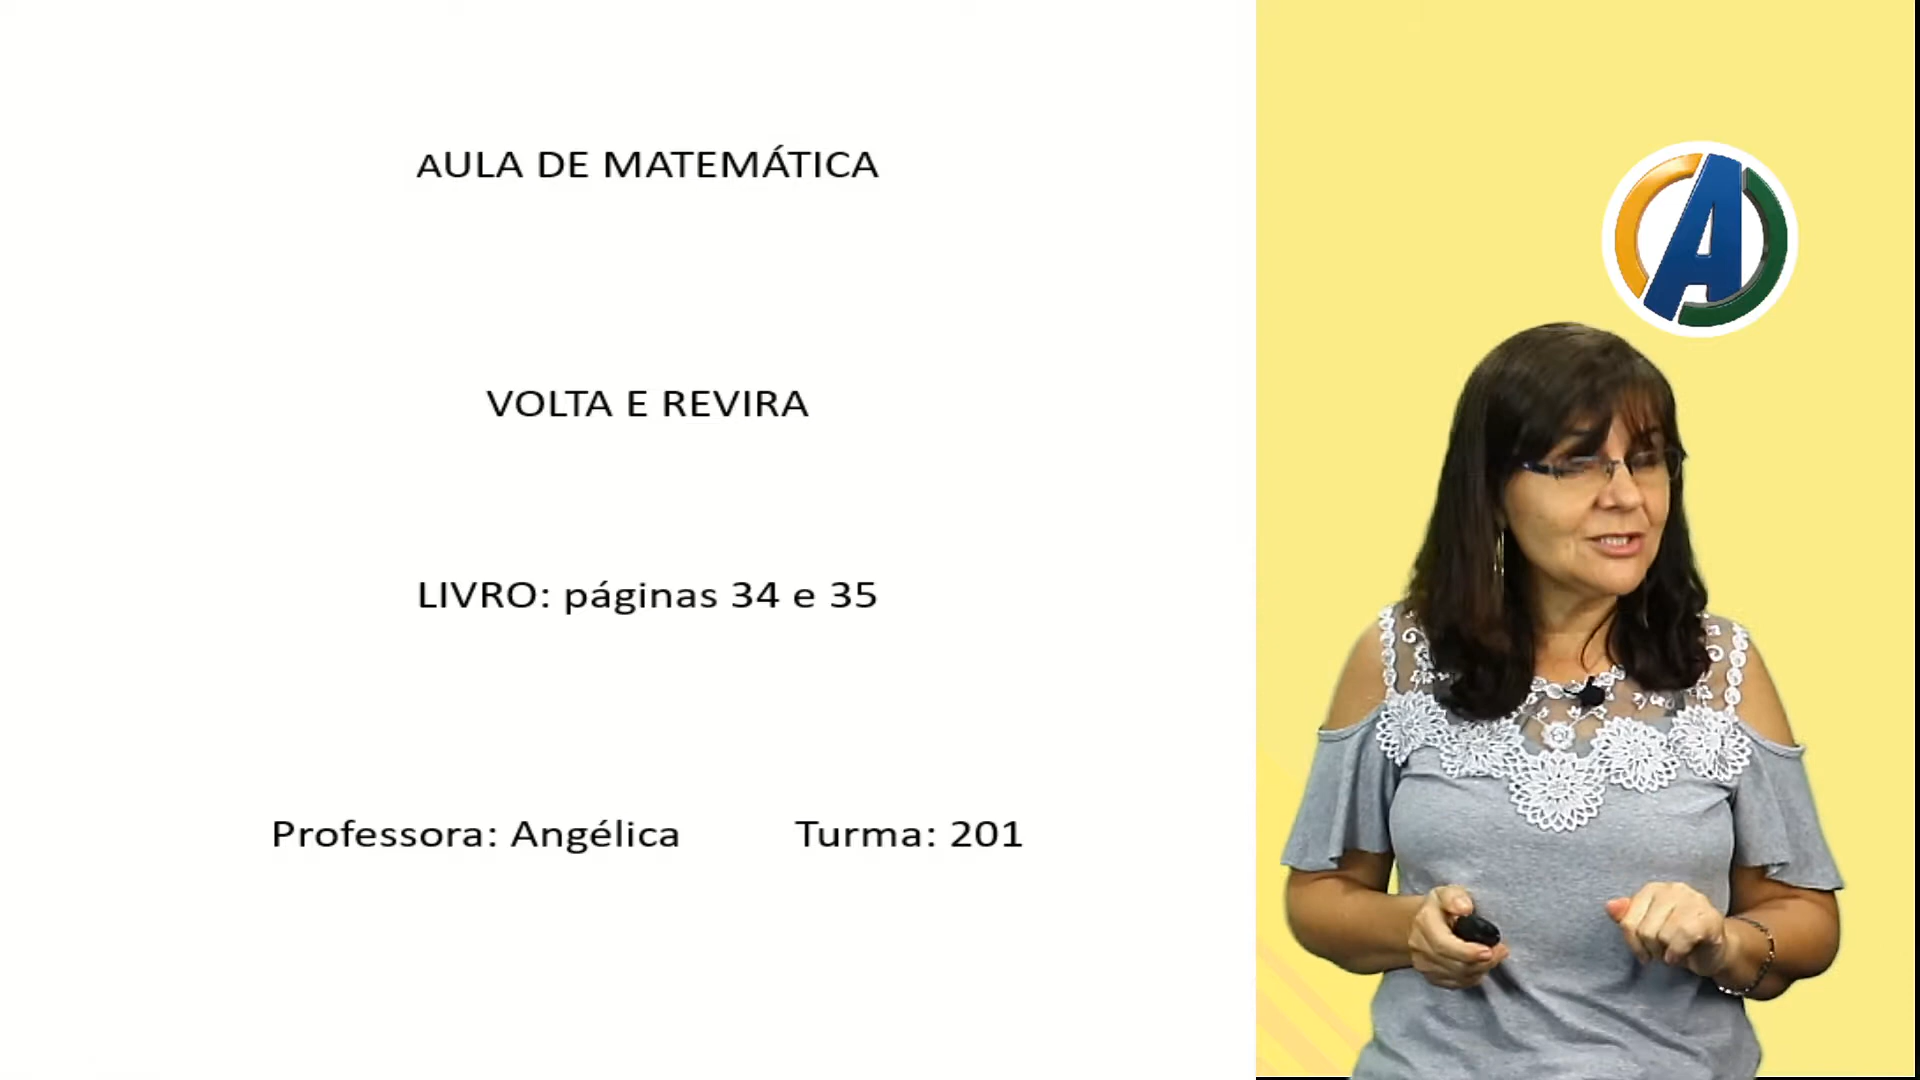 AULA DE MATEMÁTICA
VOLTA E REVIRA
LIVRO: páginas 34 e 35
Professora: Angélica Turma: 201
A